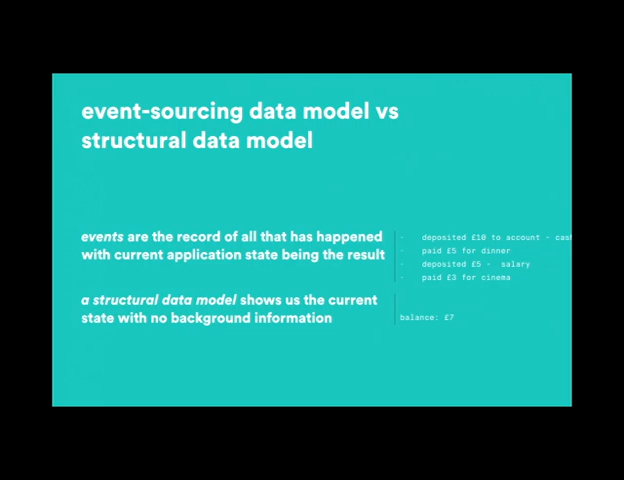 event-sourcing data model vs
structural data model
events are the record of all that has happened
with current application state being the result
- deposited £10 to account - cash
- paid £5 for dinner
- deposited £5 - salary
- paid £3 for cinema
a structural data model shows us the current
state with no background information
balance: £7